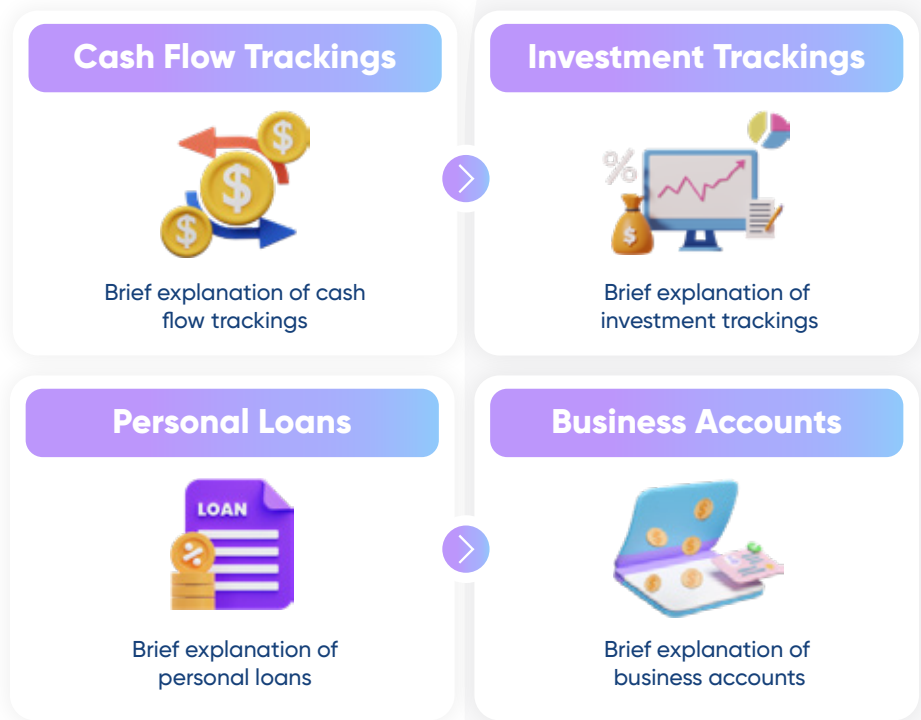 Cash Flow Trackings
$
$
$
Brief explanation of cash
flow trackings
Investment Trackings
%
$
Brief explanation of
investment trackings
Personal Loans
LOAN
%
Brief explanation of
personal loans
Business Accounts
$
$
$
$
$
Brief explanation of
business accounts